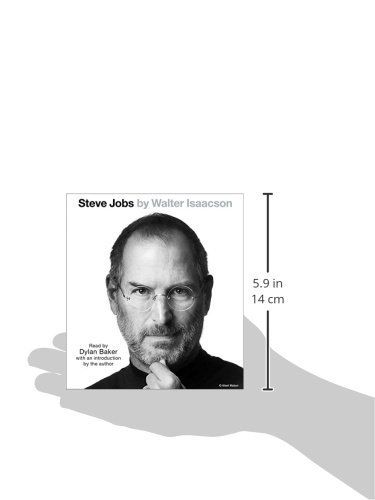 Steve Jobs by Walter Isaacson
Read by
Dylan Baker
with an introduction
by the author
5.9 in
14 cm